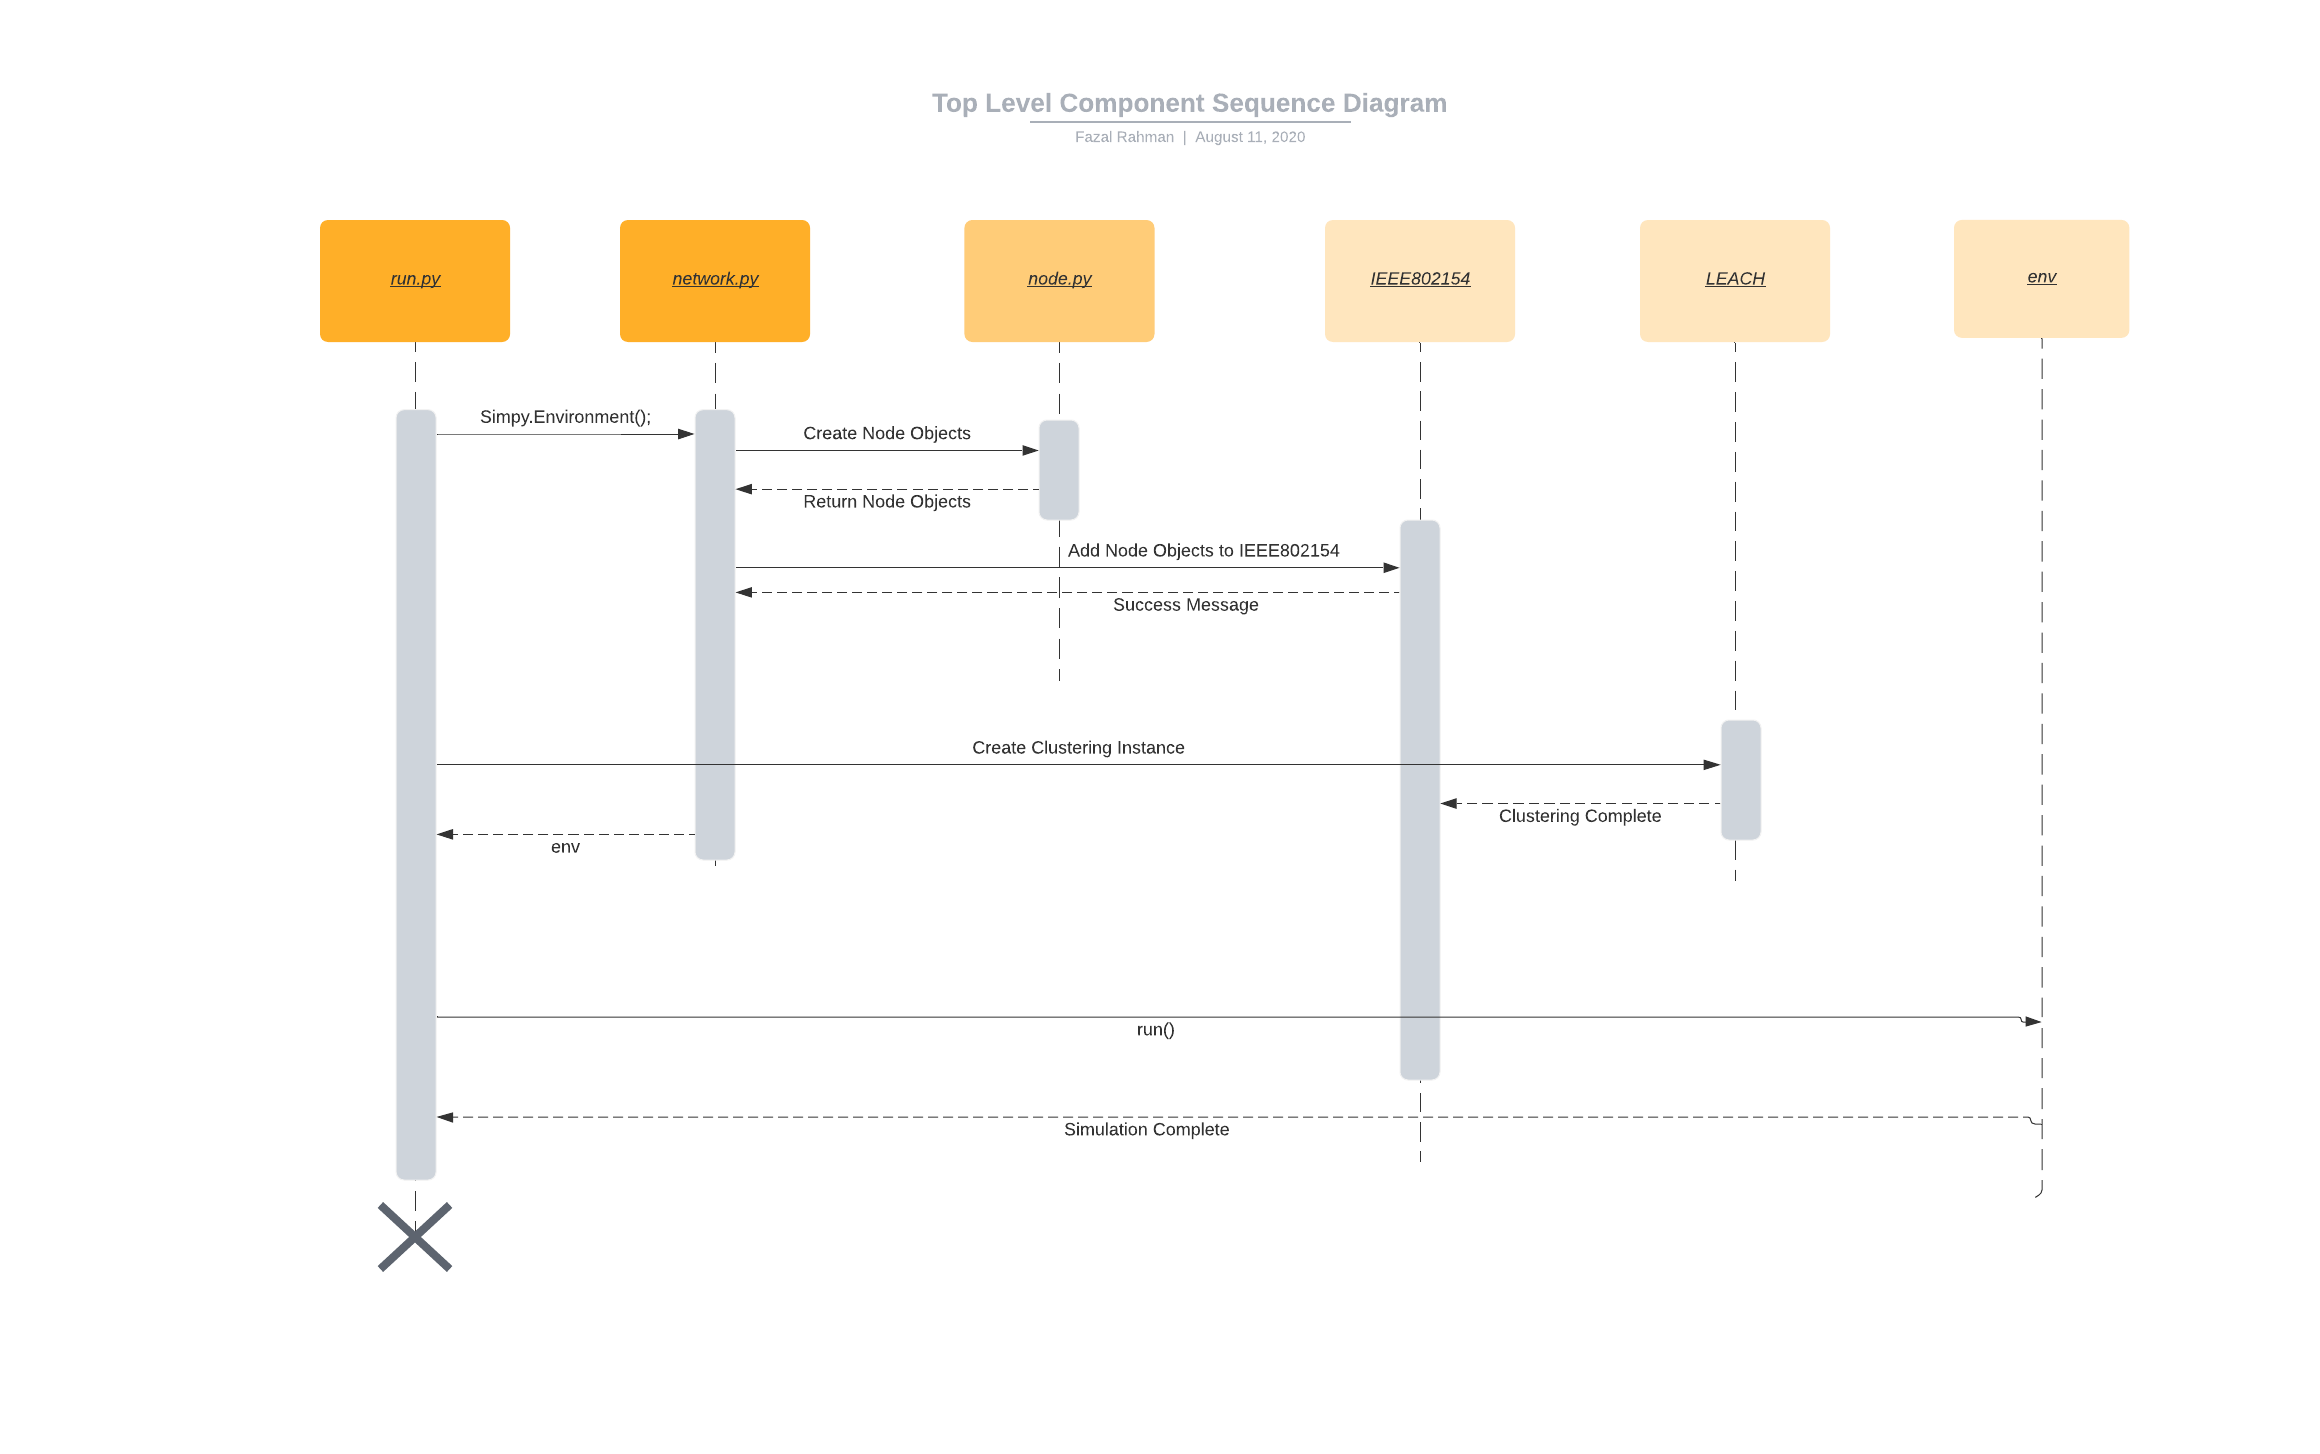 Top Level Component Sequence Diagram
Fazal Rahman | August 11, 2020
run.py
network.py
node.py
IEEE802154
LEACH
env
Simpy.Environment();
Create Node Objects
Return Node Objects
Add Node Objects to IEEE802154
Success Message
Create Clustering Instance
Clustering Complete
env
run()
Simulation Complete